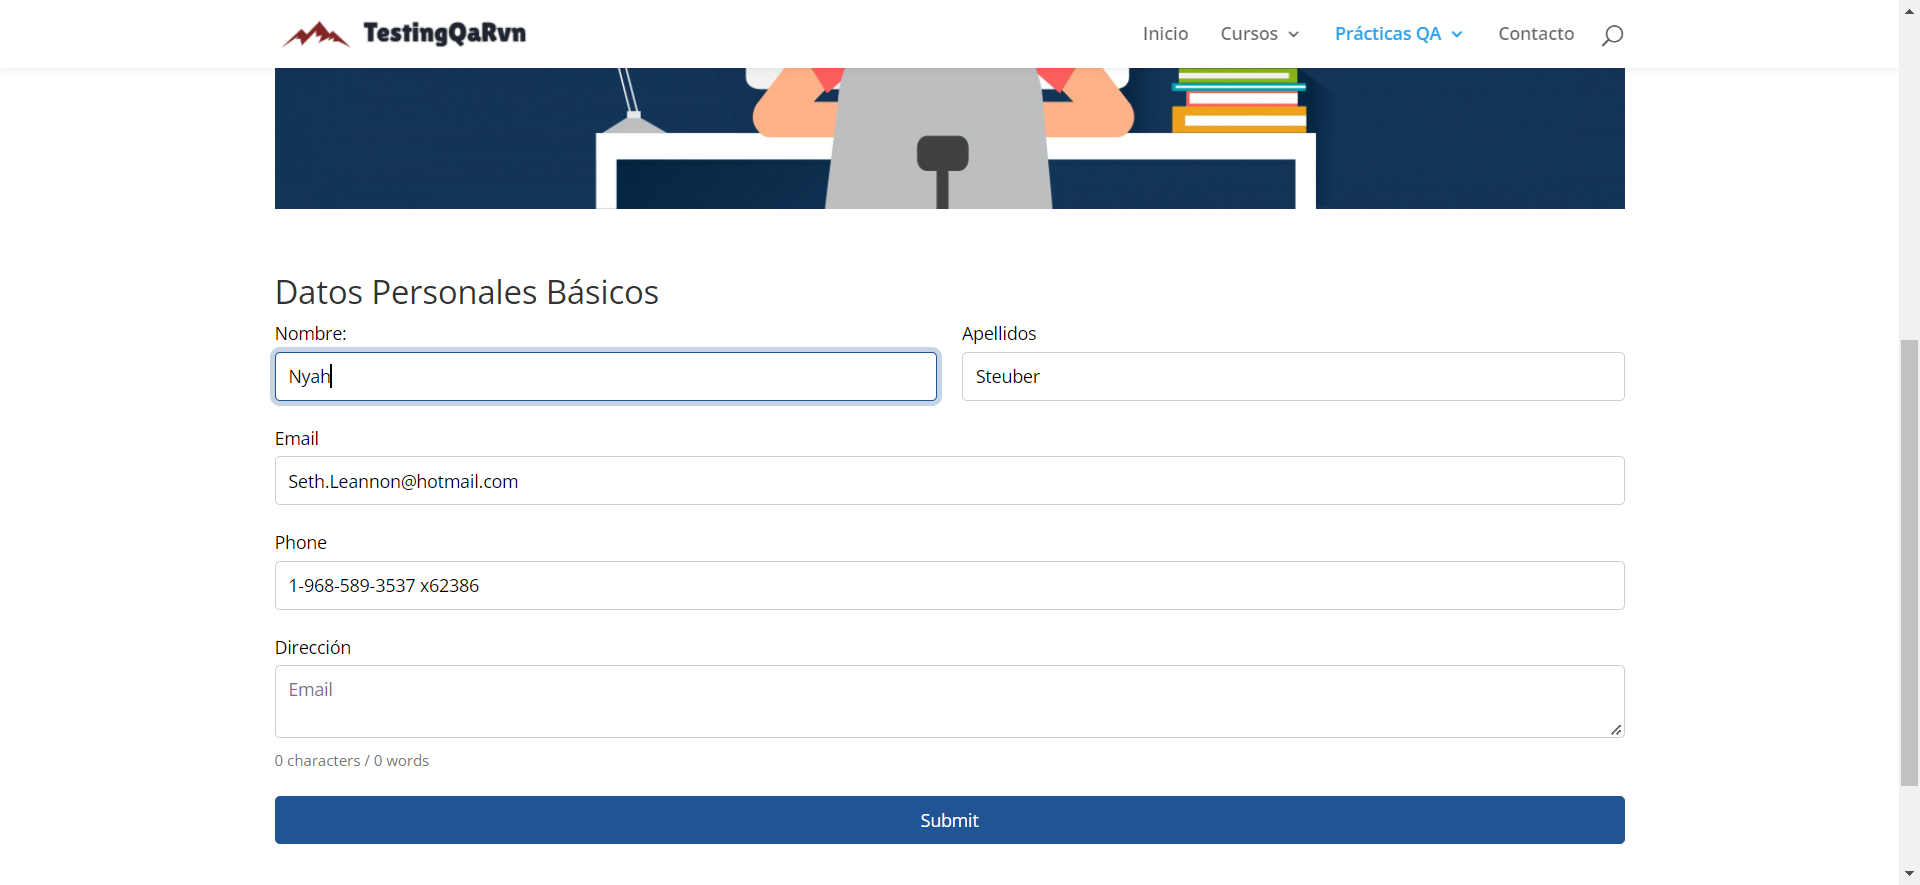 TestingQaRvn
Inicio Cursos Prácticas QA Contacto
Datos Personales Básicos
Nombre: Apellidos
Nyah Steuber
Email
Seth.Leannon@hotmail.com
Phone
1-968-589-3537 x62386
Dirección
Email
0 characters / 0 words
Submit